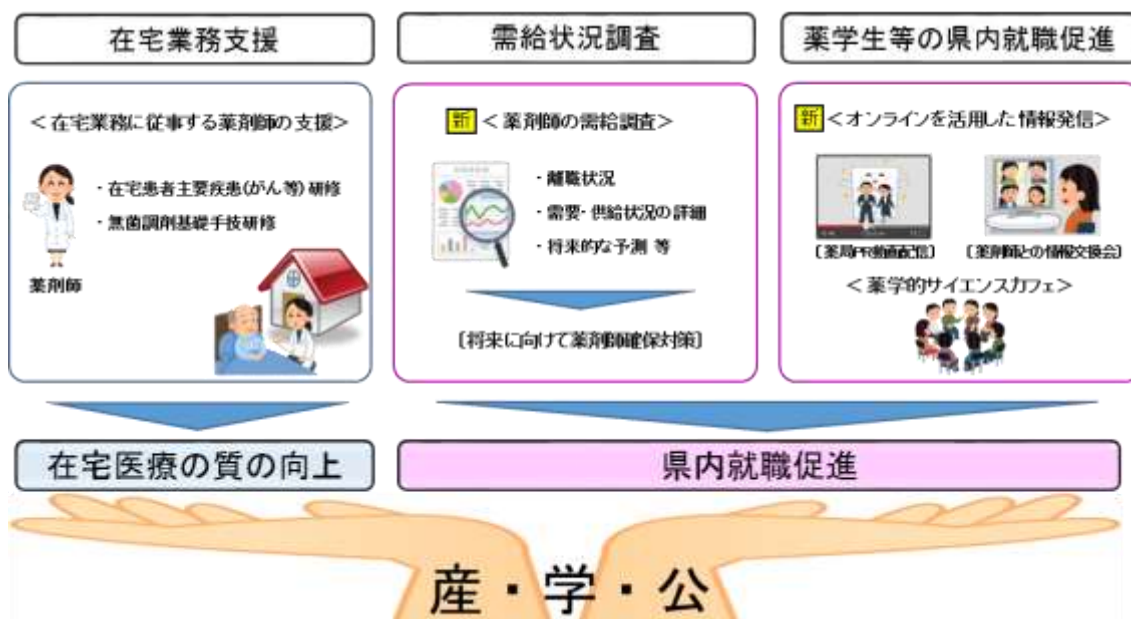 在宅業務支援
＜在宅業務に従事する薬剤師の支援＞
・在宅患者主要疾患(がん等)研修
・無菌調剤基礎手技研修
薬剤師
需給状況調査
新 ＜薬剤師の需給調査＞
・離職状況
・需要・供給状況の詳細
・将来的な予測 等
〔将来に向けて薬剤師確保対策〕
薬学生等の県内就職促進
新 ＜オンラインを活用した情報発信＞
〔薬局PR動画配信〕
〔薬剤師との情報交換会〕
＜薬学的サイエンスカフェ＞
在宅医療の質の向上
県内就職促進
産・学・公